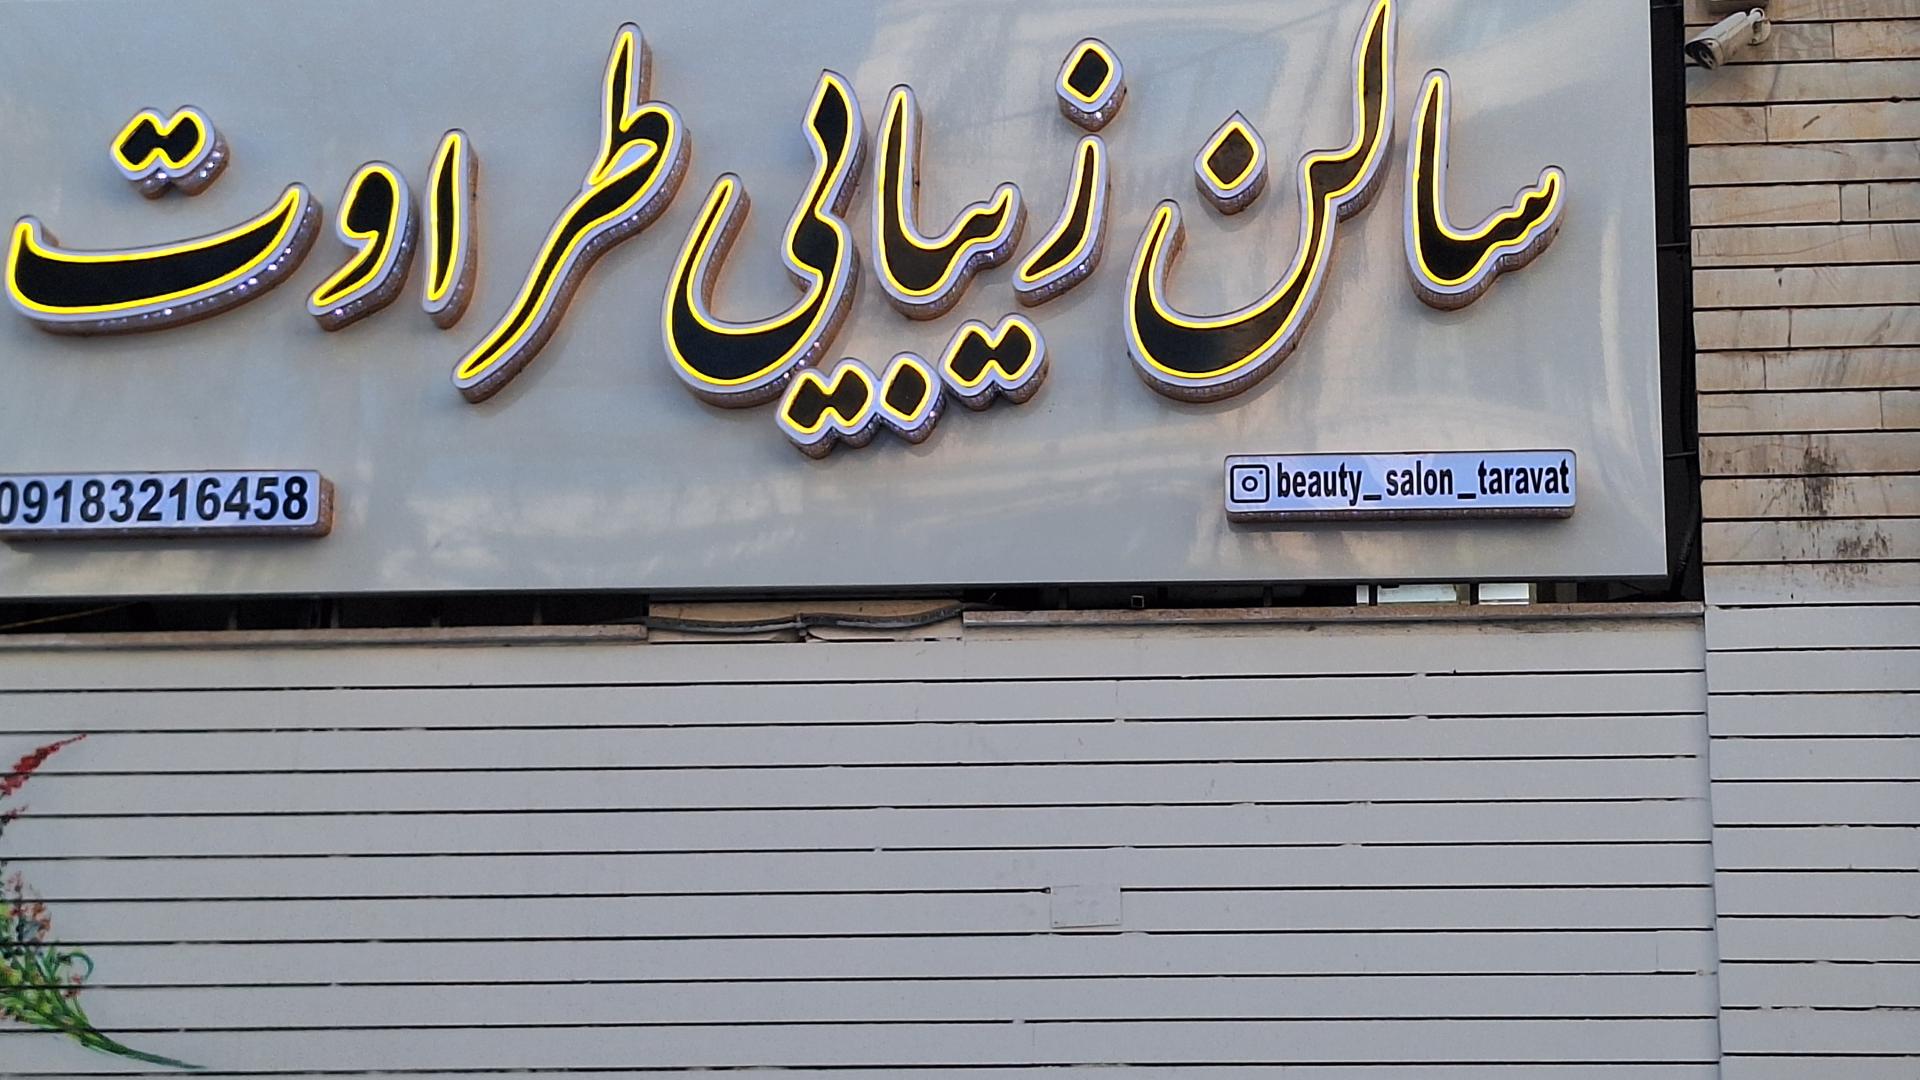 سالن زیبایی طراوت
beauty_salon_taravat
09183216458